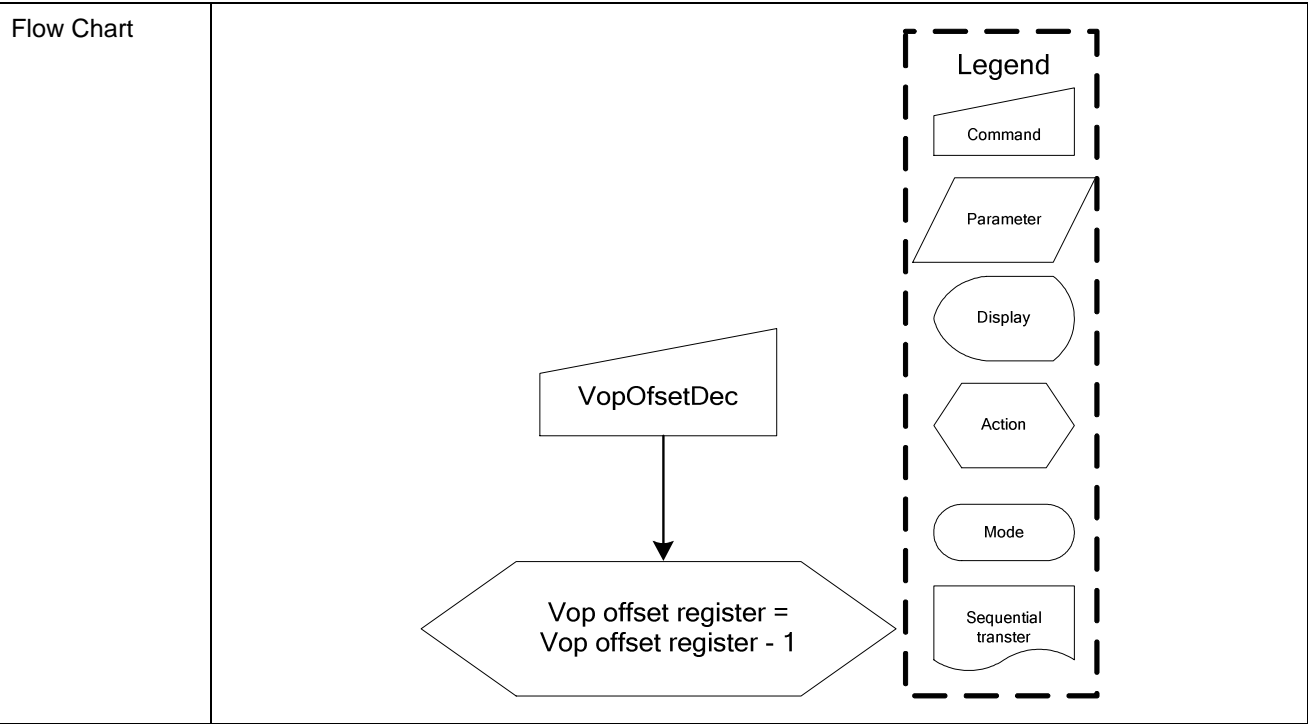 Flow Chart
VopOfsetDec
Vop offset register =
Vop offset register - 1
Legend
Command
Parameter
Display
Action
Mode
Sequential
transter